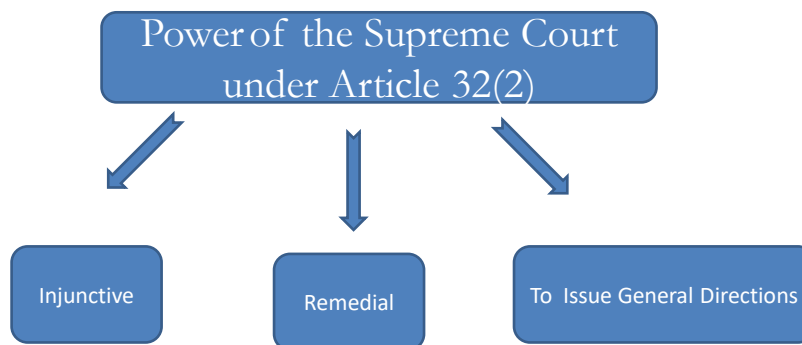 Power of the Supreme Court
under Article 32(2)
Injunctive
Remedial
To Issue General Directions